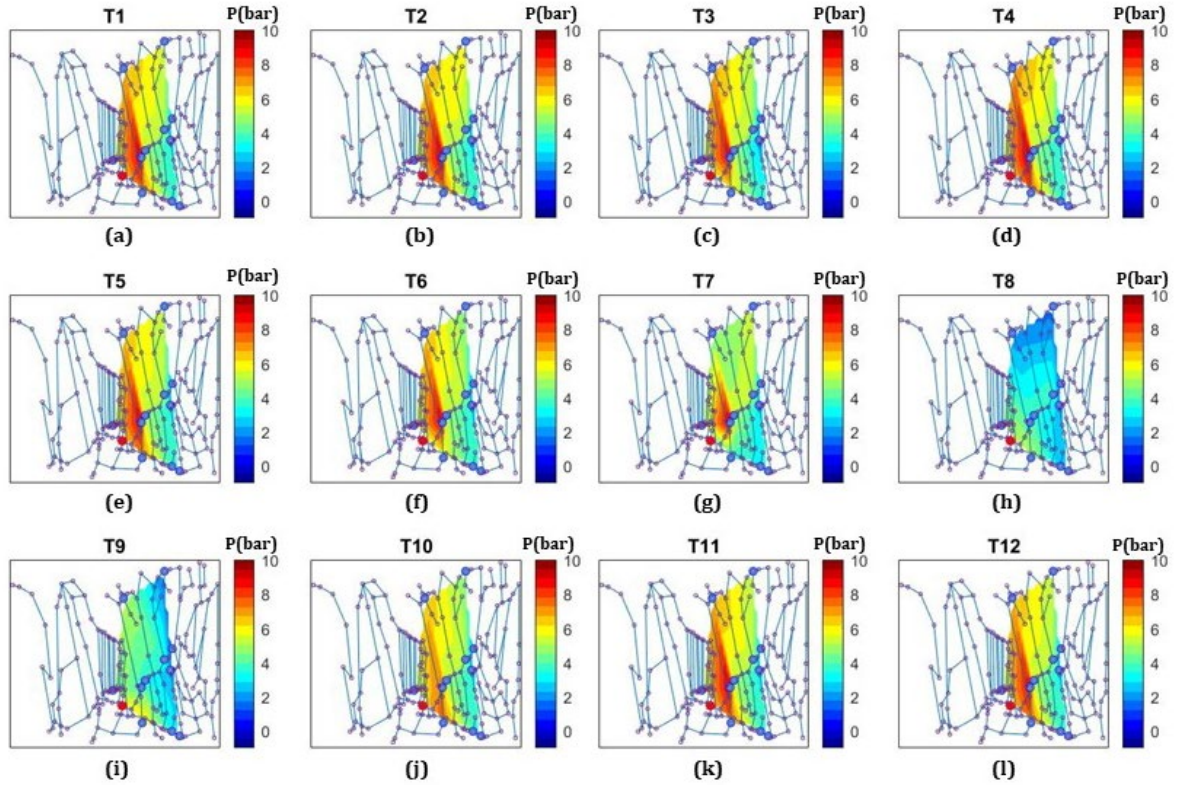 T1 P(bar) T2 P(bar) T3 P(bar) T4 P(bar)
10 10 10 10
8 8 8 8
6 6 6 6
4 4 4 4
2 2 2 2
0 0 0 0
(a) (b) (c) (d)
T5 P(bar) T6 P(bar) T7 P(bar) T8 P(bar)
10 10 10 10
8 8 8 8
6 6 6 6
4 4 4 4
2 2 2 2
0 0 0 0
(e) (f) (g) (h)
T9 P(bar) T10 P(bar) T11 P(bar) T12 P(bar)
10 10 10 10
8 8 8 8
6 6 6 6
4 4 4 4
2 2 2 2
0 0 0 0
(i) (j) (k) (l)